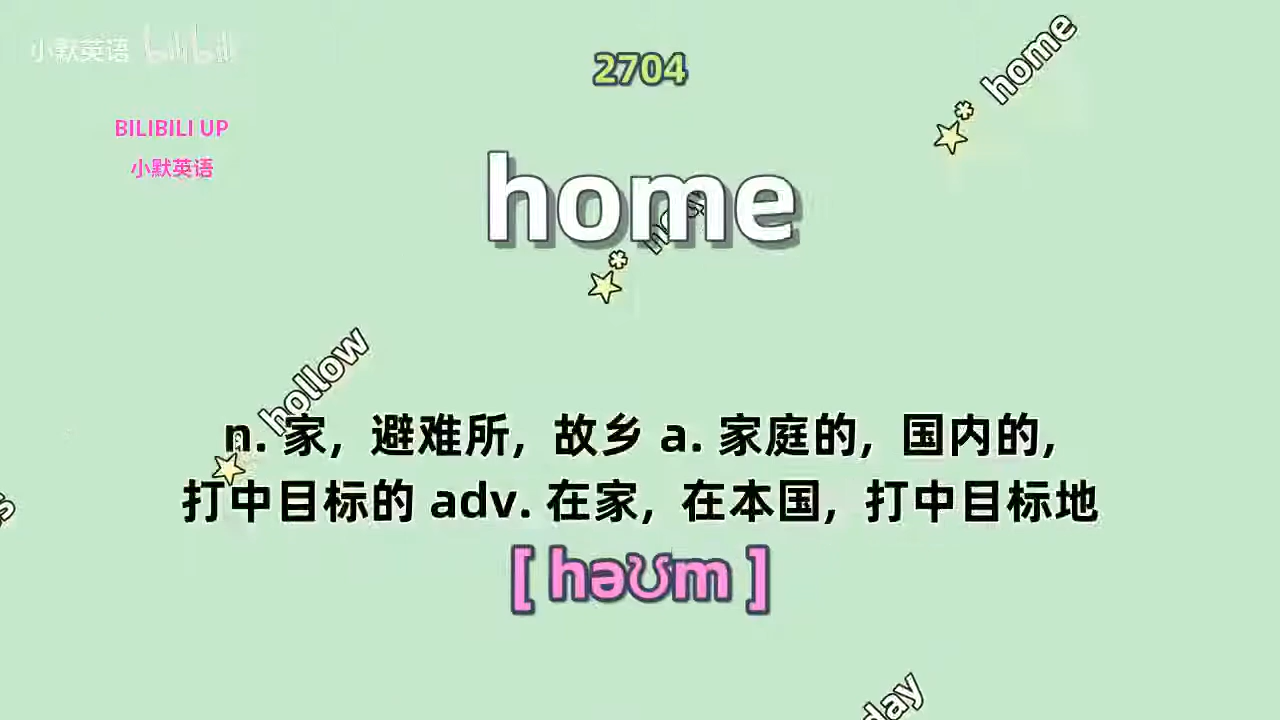 小默英语 bilibili
2704
home
BILIBILI UP
小默英语
home
hollow
n. 家, 避难所, 故乡 a. 家庭的, 国内的,
打中目标的 adv. 在家, 在本国, 打中目标地
[ həʊm ]